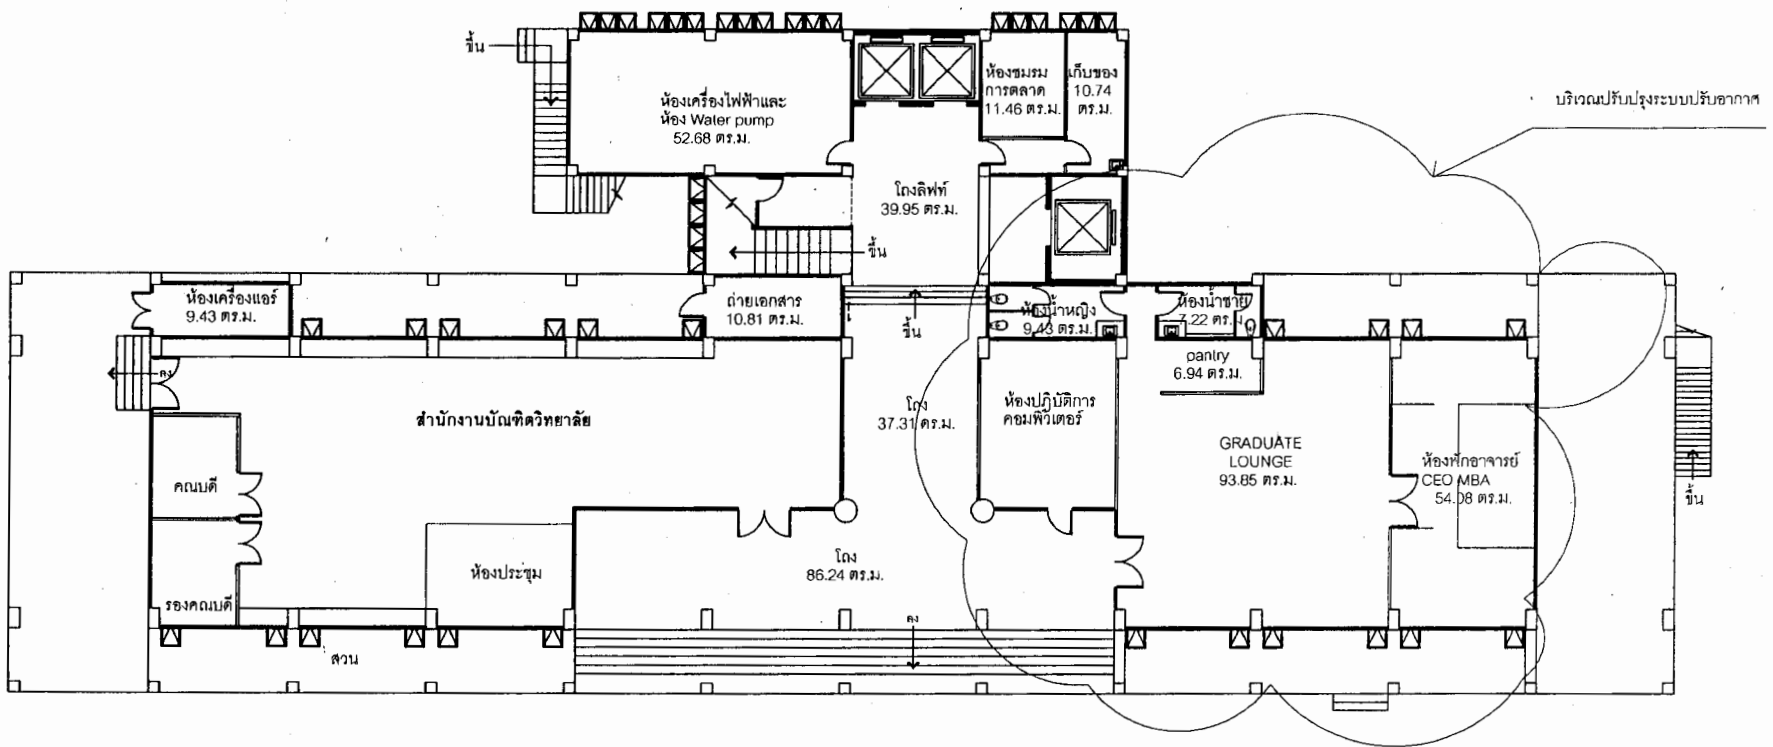 ขึ้น
ห้องเครื่องไฟฟ้าและ
ห้อง Water pump
52.68 ตร.ม.
ห้องชมรม
การตลาด
11.46 ตร.ม.
เก็บของ
10.74
ตร.ม.
บริเวณปรับปรุงระบบปรับอากาศ
โถงลิฟท์
39.95 ตร.ม.
ขึ้น
ห้องเครื่องแอร์
9.43 ตร.ม.
ถ่ายเอกสาร
10.81 ตร.ม.
ขึ้น
ห้องน้ำหญิง
9.43 ตร.ม.
ห้องน้ำชาย
7.22 ตร.ม.
pantry
6.94 ตร.ม.
ลง
สำนักงานบัณฑิตวิทยาลัย
โถง
37.31 ตร.ม.
ห้องปฏิบัติการ
คอมพิวเตอร์
GRADUATE
LOUNGE
93.85 ตร.ม.
ห้องพักอาจารย์
CEO MBA
54.08 ตร.ม.
ขึ้น
คณบดี
โถง
86.24 ตร.ม.
ห้องประชุม
รองคณบดี
ลง
สวน